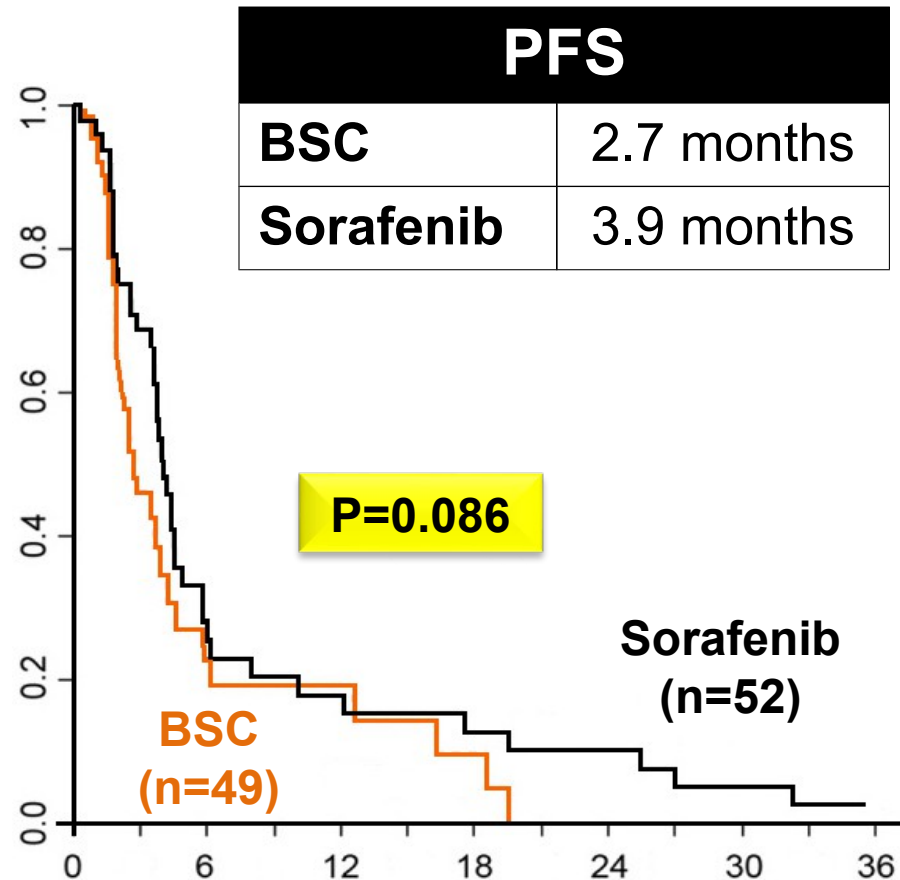 PFS
BSC 2.7 months
Sorafenib 3.9 months
1.0
0.8
0.6
0.4
0.2
0.0
P=0.086
Sorafenib
(n=52)
BSC
(n=49)
0 6 12 18 24 30 36